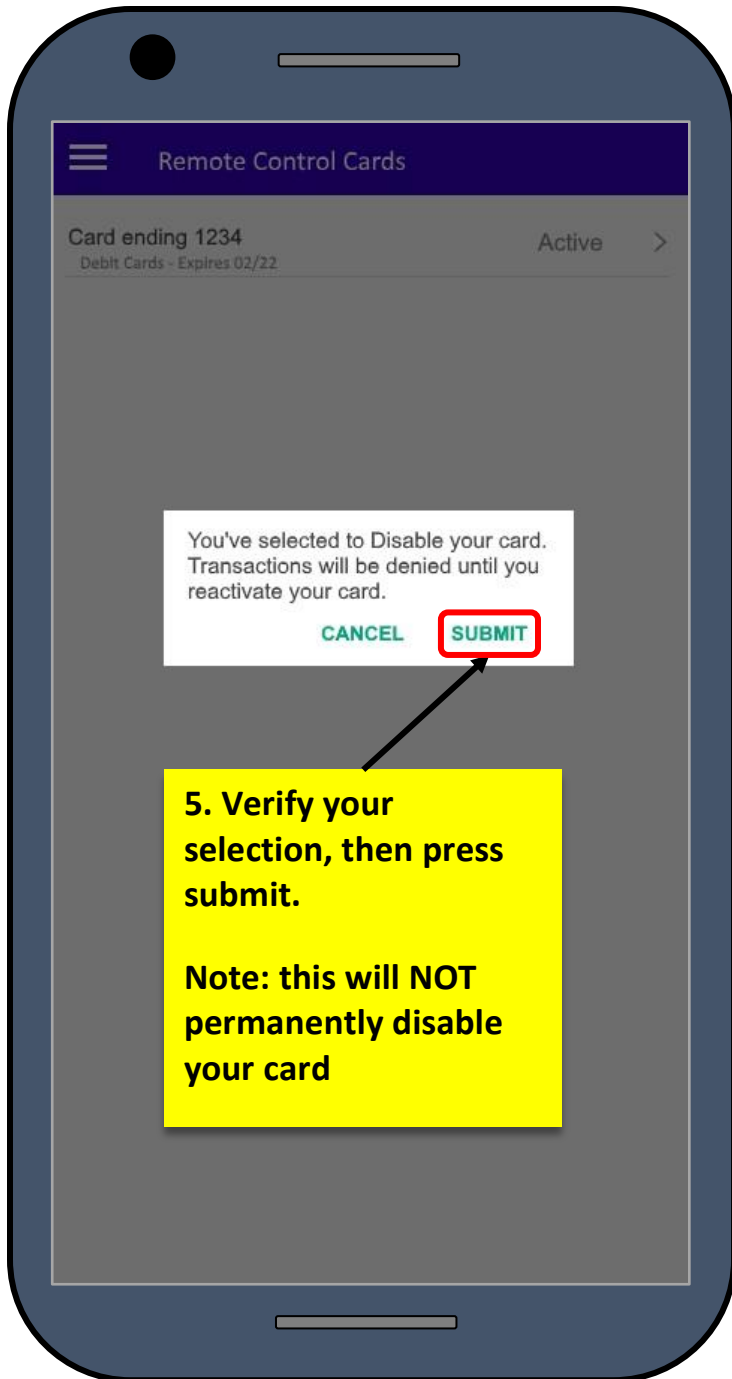 Remote Control Cards
Card ending 1234
Active >
Debit Cards - Expires 02/22
You've selected to Disable your card.
Transactions will be denied until you
reactivate your card.
CANCEL SUBMIT
5. Verify your
selection, then press
submit.
Note: this will NOT
permanently disable
your card